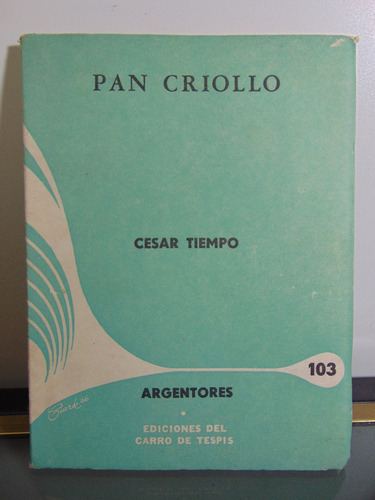 PAN CRIOLLO
CESAR TIEMPO
103
ARGENTORES
EDICIONES DEL
CARRO DE TESPIS